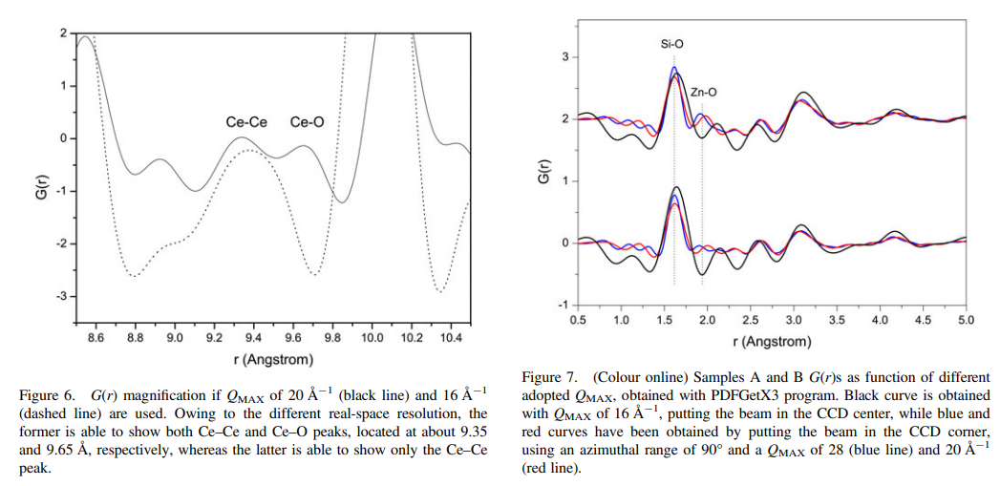 2
1
0
-1
-2
-3
G(r)
Ce-Ce Ce-O
8.6 8.8 9.0 9.2 9.4 9.6 9.8 10.0 10.2 10.4
r (Angstrom)
Figure 6. G(r) magnification if QMAX of 20 Å−1 (black line) and 16 Å−1
(dashed line) are used. Owing to the different real-space resolution, the
former is able to show both Ce–Ce and Ce–O peaks, located at about 9.35
and 9.65 Å, respectively, whereas the latter is able to show only the Ce–Ce
peak.
3
2
1
0
-1
G(r)
Si-O
Zn-O
0.5 1.0 1.5 2.0 2.5 3.0 3.5 4.0 4.5 5.0
r (Angstrom)
Figure 7. (Colour online) Samples A and B G(r)s as function of different
adopted QMAX, obtained with PDFGetX3 program. Black curve is obtained
with QMAX of 16 Å−1, putting the beam in the CCD center, while blue and
red curves have been obtained by putting the beam in the CCD corner,
using an azimuthal range of 90° and a QMAX of 28 (blue line) and 20 Å−1
(red line).